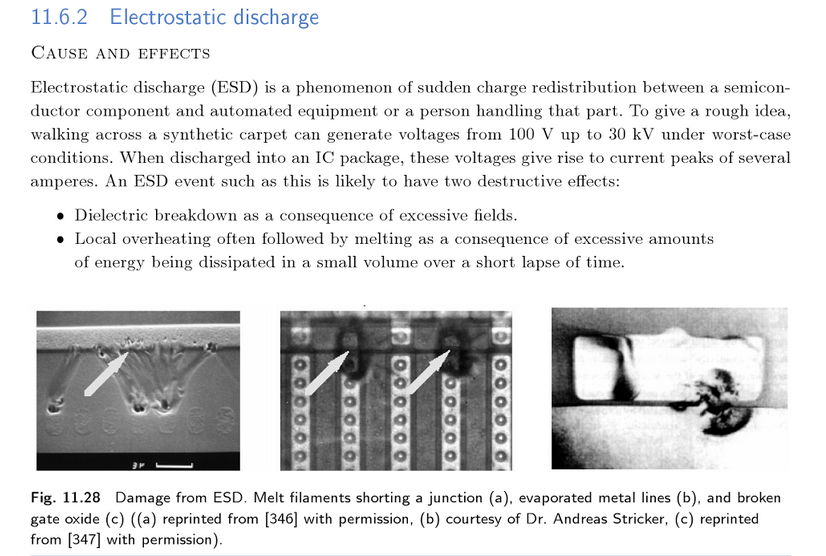 11.6.2 Electrostatic discharge
CAUSE AND EFFECTS
Electrostatic discharge (ESD) is a phenomenon of sudden charge redistribution between a semicon-
ductor component and automated equipment or a person handling that part. To give a rough idea,
walking across a synthetic carpet can generate voltages from 100 V up to 30 kV under worst-case
conditions. When discharged into an IC package, these voltages give rise to current peaks of several
amperes. An ESD event such as this is likely to have two destructive effects:
• Dielectric breakdown as a consequence of excessive fields.
• Local overheating often followed by melting as a consequence of excessive amounts
of energy being dissipated in a small volume over a short lapse of time.
Fig. 11.28 Damage from ESD. Melt filaments shorting a junction (a), evaporated metal lines (b), and broken
gate oxide (c) ((a) reprinted from [346] with permission, (b) courtesy of Dr. Andreas Stricker, (c) reprinted
from [347] with permission).